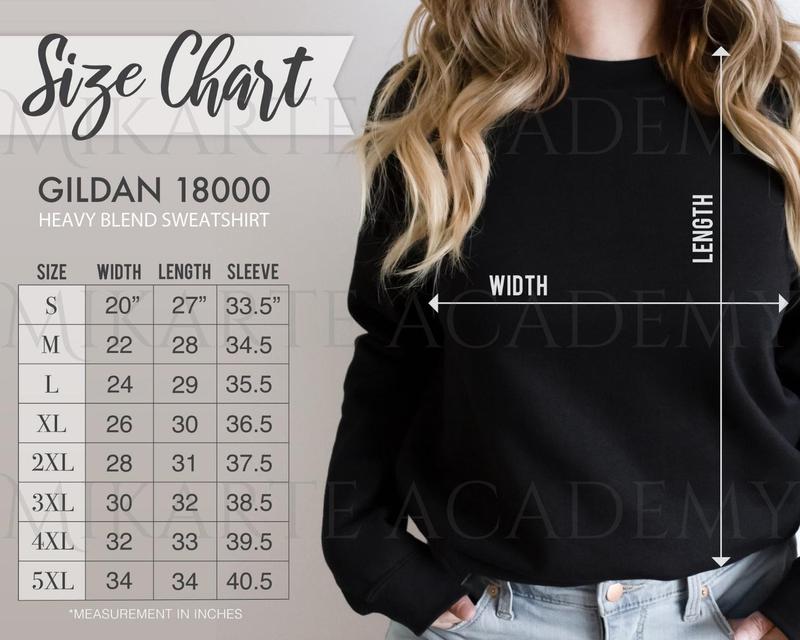 Size Chart
GILDAN 18000
HEAVY BLEND SWEATSHIRT
SIZE WIDTH LENGTH SLEEVE
S 20” 27” 33.5”
M 22 28 34.5
L 24 29 35.5
XL 26 30 36.5
2XL 28 31 37.5
3XL 30 32 38.5
4XL 32 33 39.5
5XL 34 34 40.5
*MEASUREMENT IN INCHES
WIDTH
LENGTH
MIKARTE ACADEMY
MIKARTE ACADEMY
MIKARTE ACADEMY